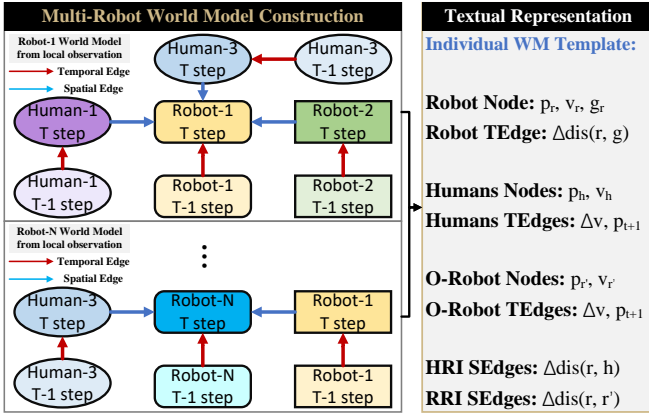 Multi-Robot World Model Construction
Robot-1 World Model
from local observation
Temporal Edge
Spatial Edge
Human-3
T step
Human-3
T-1 step
Human-1
T step
Robot-1
T step
Robot-2
T step
Human-1
T-1 step
Robot-1
T-1 step
Robot-2
T-1 step
Robot-N World Model
from local observation
Temporal Edge
Spatial Edge
Human-3
T step
Robot-N
T step
Robot-1
T step
Human-3
T-1 step
Robot-N
T-1 step
Robot-1
T-1 step
Textual Representation
Individual WM Template:
Robot Node: pr, vr, gr
Robot TEdge: Δdis(r, g)
Humans Nodes: ph, vh
Humans TEdges: Δv, pt+1
O-Robot Nodes: pr', vr'
O-Robot TEdges: Δv, pt+1
HRI SEdges: Δdis(r, h)
RRI SEdges: Δdis(r, r')